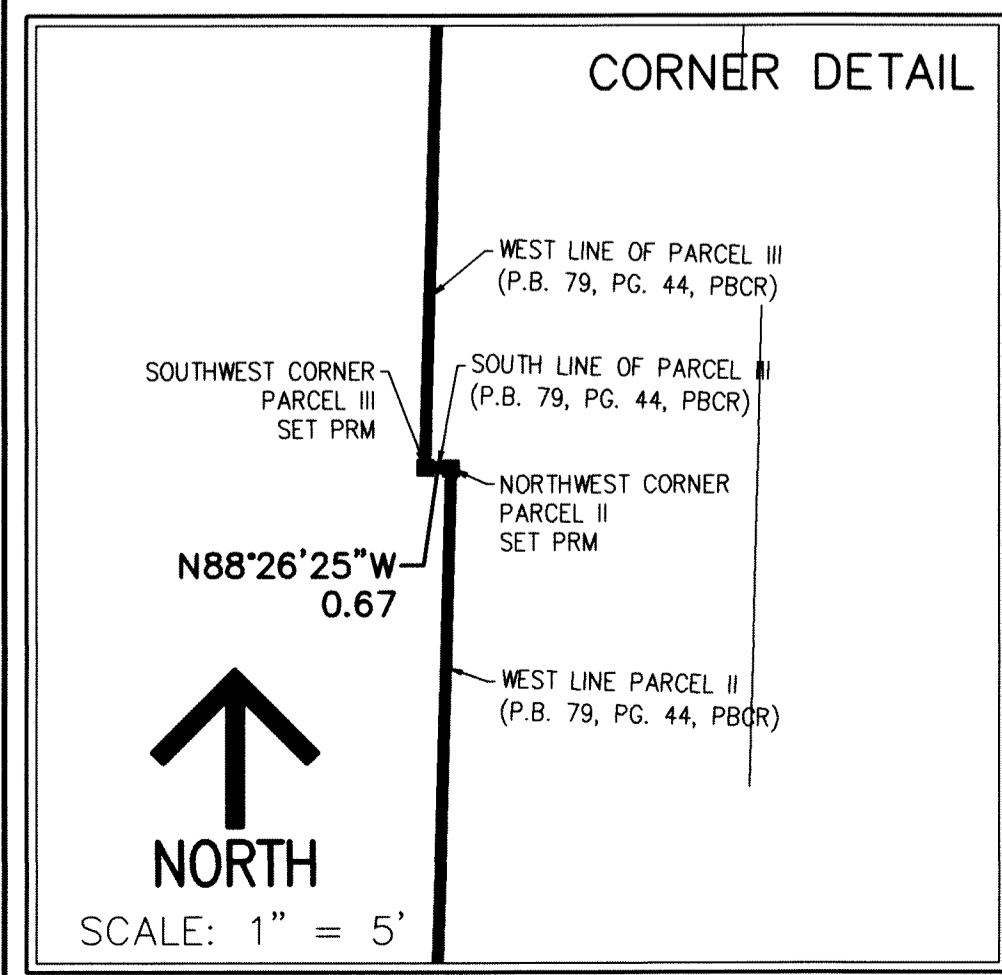 CORNER DETAIL
WEST LINE OF PARCEL III
(P.B. 79, PG. 44, PBCR)
SOUTHWEST CORNER
PARCEL III
SET PRM
SOUTH LINE OF PARCEL III
(P.B. 79, PG. 44, PBCR)
NORTHWEST CORNER
PARCEL II
SET PRM
N88°26'25"W
0.67
WEST LINE PARCEL II
(P.B. 79, PG. 44, PBCR)
NORTH
SCALE: 1" = 5'